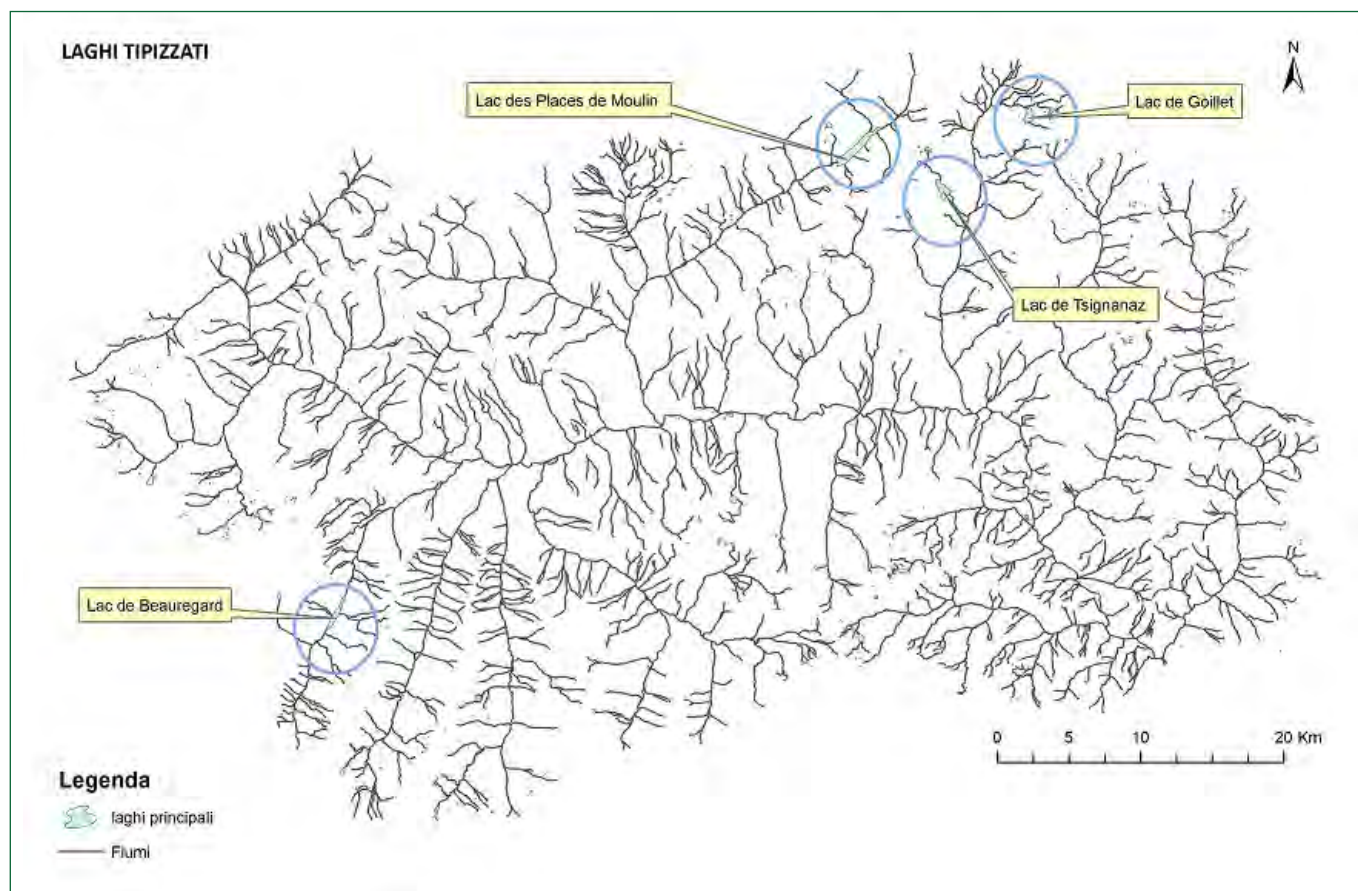 LAGHI TIPIZZATI
N
Lac des Places de Moulin
Lac de Goillet
Lac de Tsignanaz
Lac de Beauregard
0 5 10 20 Km
Legenda
laghi principali
Fiumi